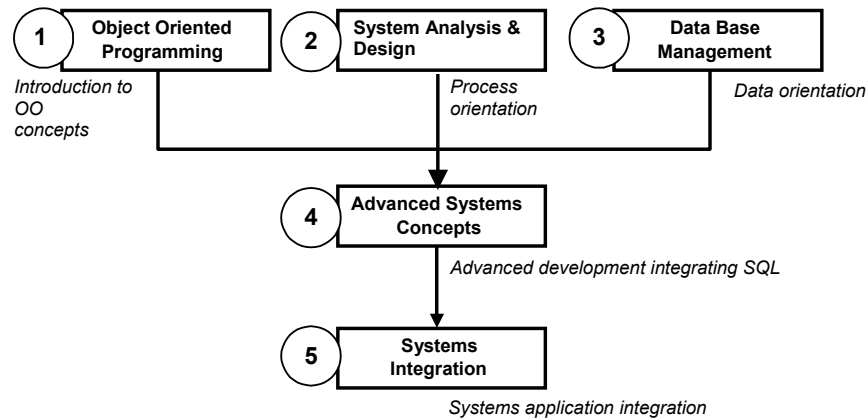 1
Object Oriented
Programming
2
System Analysis &
Design
3
Data Base
Management
Introduction to
OO
concepts
Process
orientation
Data orientation
4
Advanced Systems
Concepts
Advanced development integrating SQL
5
Systems
Integration
Systems application integration